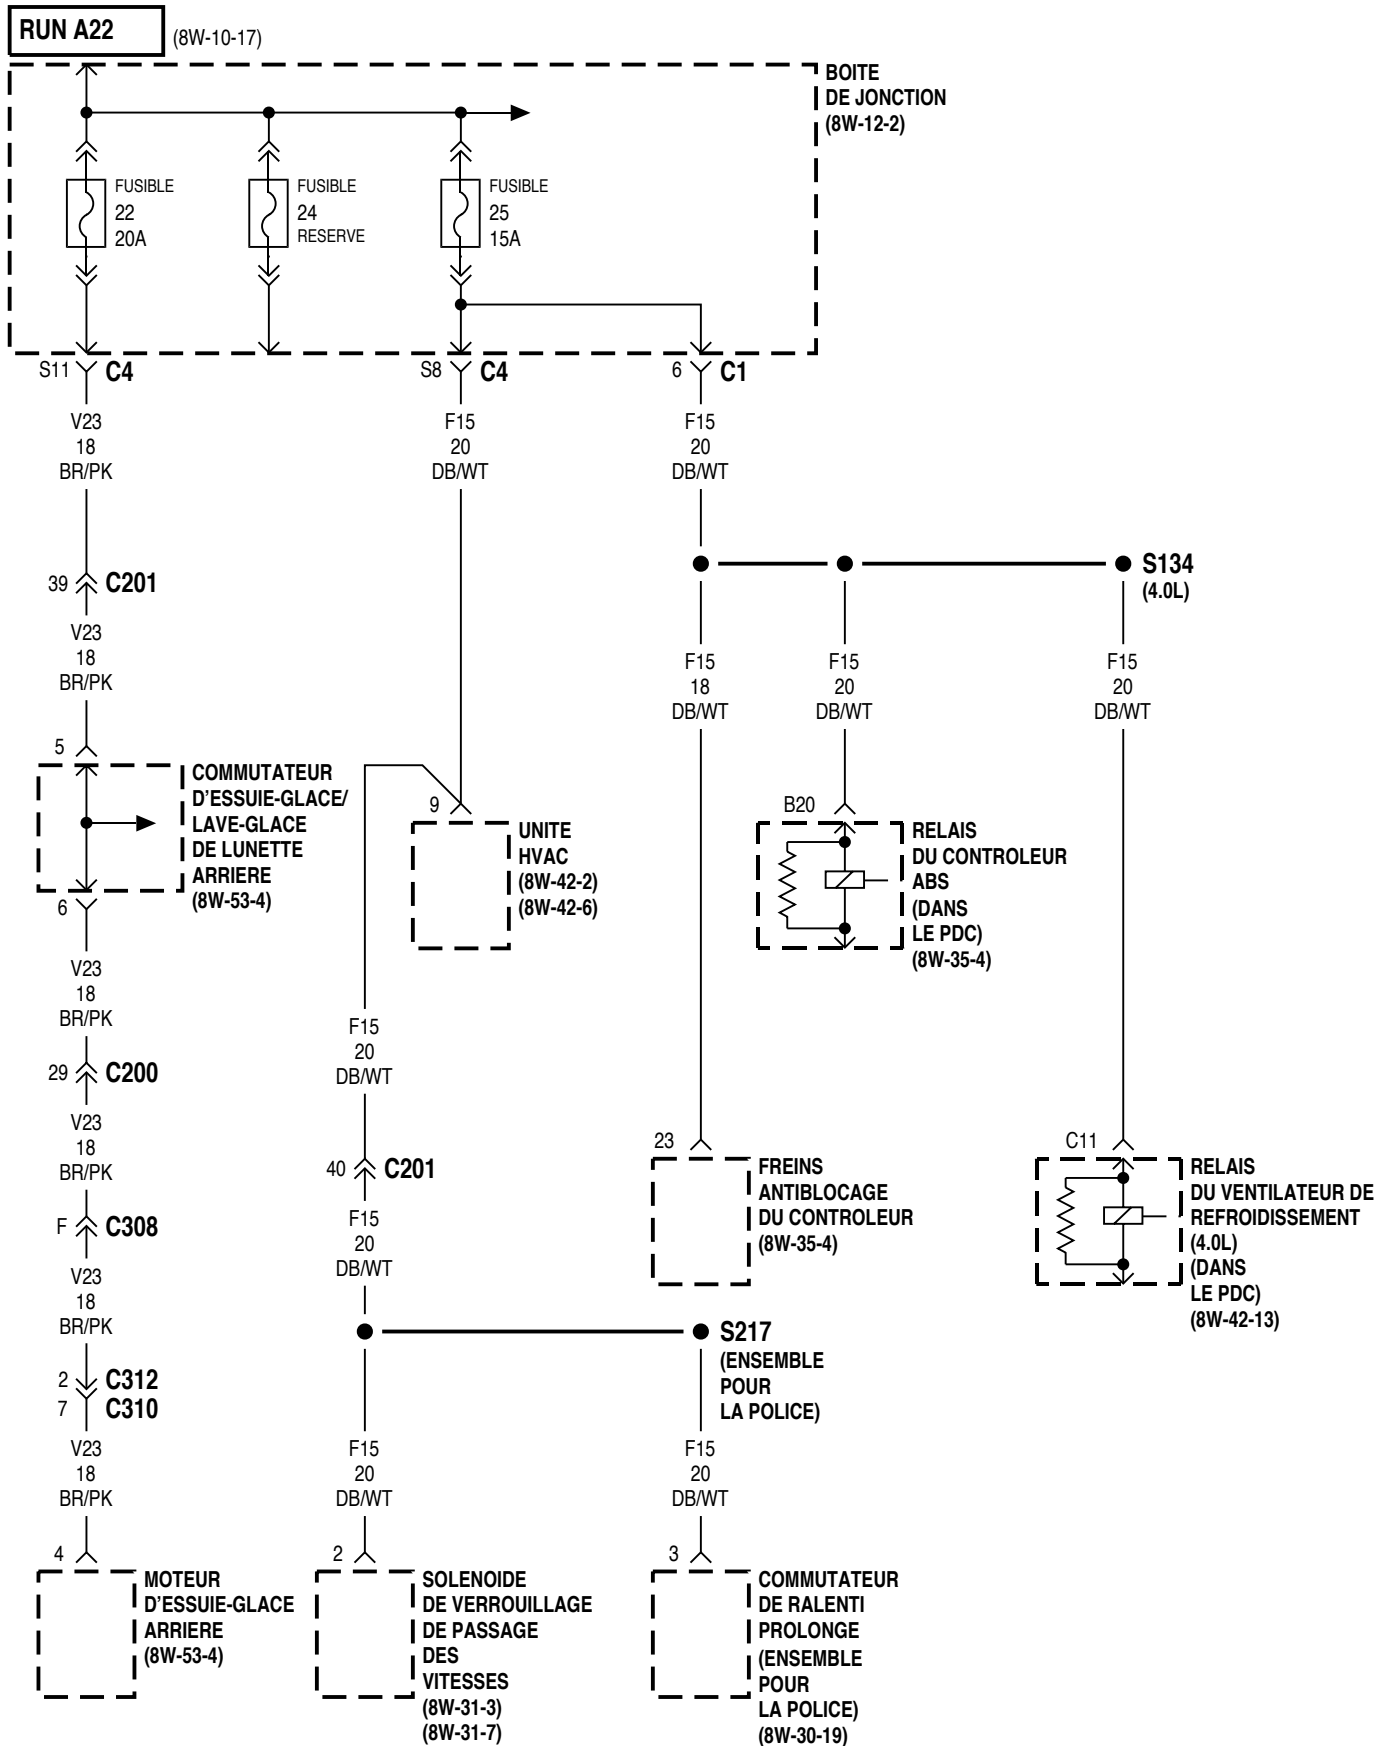 RUN A22
(8W-10-17)
BOITE
DE JONCTION
(8W-12-2)
FUSIBLE
22
20A
FUSIBLE
24
RESERVE
FUSIBLE
25
15A
S11 C4
S8 C4
6 C1
V23
18
BR/PK
F15
20
DB/WT
F15
20
DB/WT
S134
(4.0L)
39 C201
V23
18
BR/PK
F15
18
DB/WT
F15
20
DB/WT
F15
20
DB/WT
5
COMMUTATEUR
D'ESSUIE-GLACE/
LAVE-GLACE
DE LUNETTE
ARRIERE
(8W-53-4)
6
9
UNITE
HVAC
(8W-42-2)
(8W-42-6)
B20
RELAIS
DU CONTROLEUR
ABS
(DANS
LE PDC)
(8W-35-4)
V23
18
BR/PK
F15
20
DB/WT
29 C200
V23
18
BR/PK
40 C201
23
FREINS
ANTIBLOCAGE
DU CONTROLEUR
(8W-35-4)
C11
RELAIS
DU VENTILATEUR DE
REFROIDISSEMENT
(4.0L)
(DANS
LE PDC)
(8W-42-13)
F C308
F15
20
DB/WT
V23
18
BR/PK
S217
(ENSEMBLE
POUR
LA POLICE)
2 C312
7 C310
V23
18
BR/PK
F15
20
DB/WT
F15
20
DB/WT
4
MOTEUR
D'ESSUIE-GLACE
ARRIERE
(8W-53-4)
2
SOLENOIDE
DE VERROUILLAGE
DE PASSAGE
DES
VITESSES
(8W-31-3)
(8W-31-7)
3
COMMUTATEUR
DE RALENTI
PROLONGE
(ENSEMBLE
POUR
LA POLICE)
(8W-30-19)